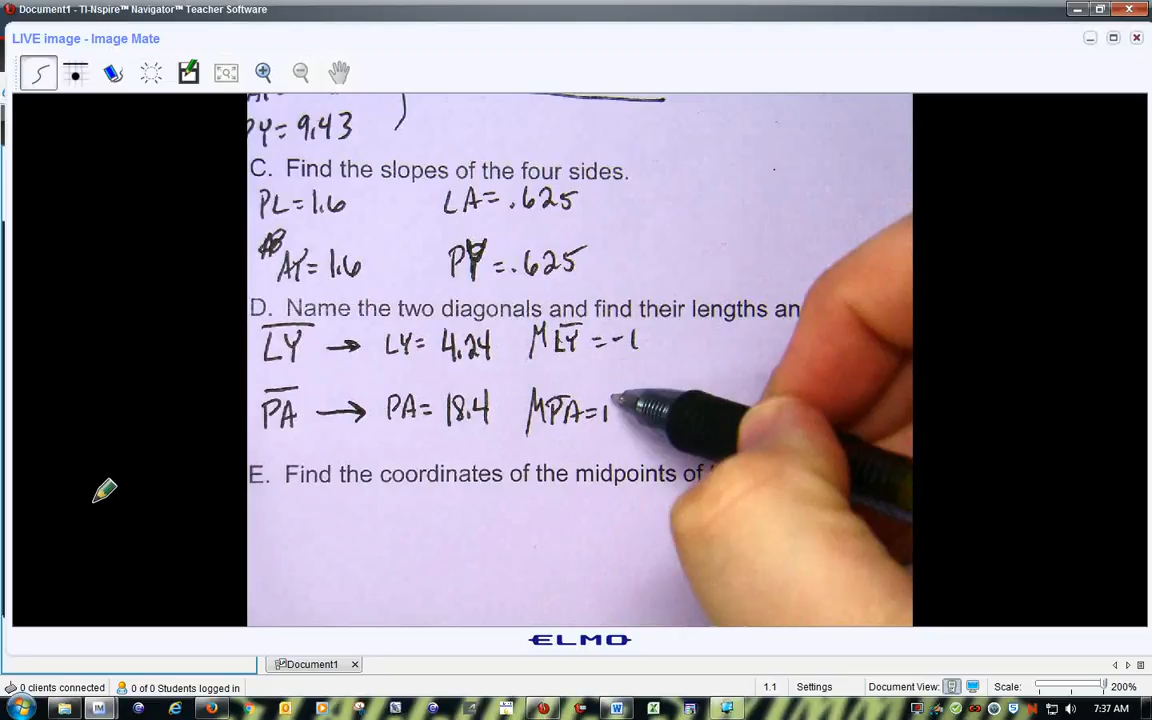 Document1 - TI-Nspire™ Navigator™ Teacher Software
LIVE image - Image Mate
PY = 9.43
C. Find the slopes of the four sides.
PL = 1.6 LA = .625
AY = 1.6 PY = .625
D. Name the two diagonals and find their lengths an
LY → LY = 4.24 MLY = -1
PA → PA = 18.4 MPA = 1
E. Find the coordinates of the midpoints of
ELMO
Document1
0 clients connected 0 of 0 Students logged in 1.1 Settings Document View: Scale: 200%
7:37 AM